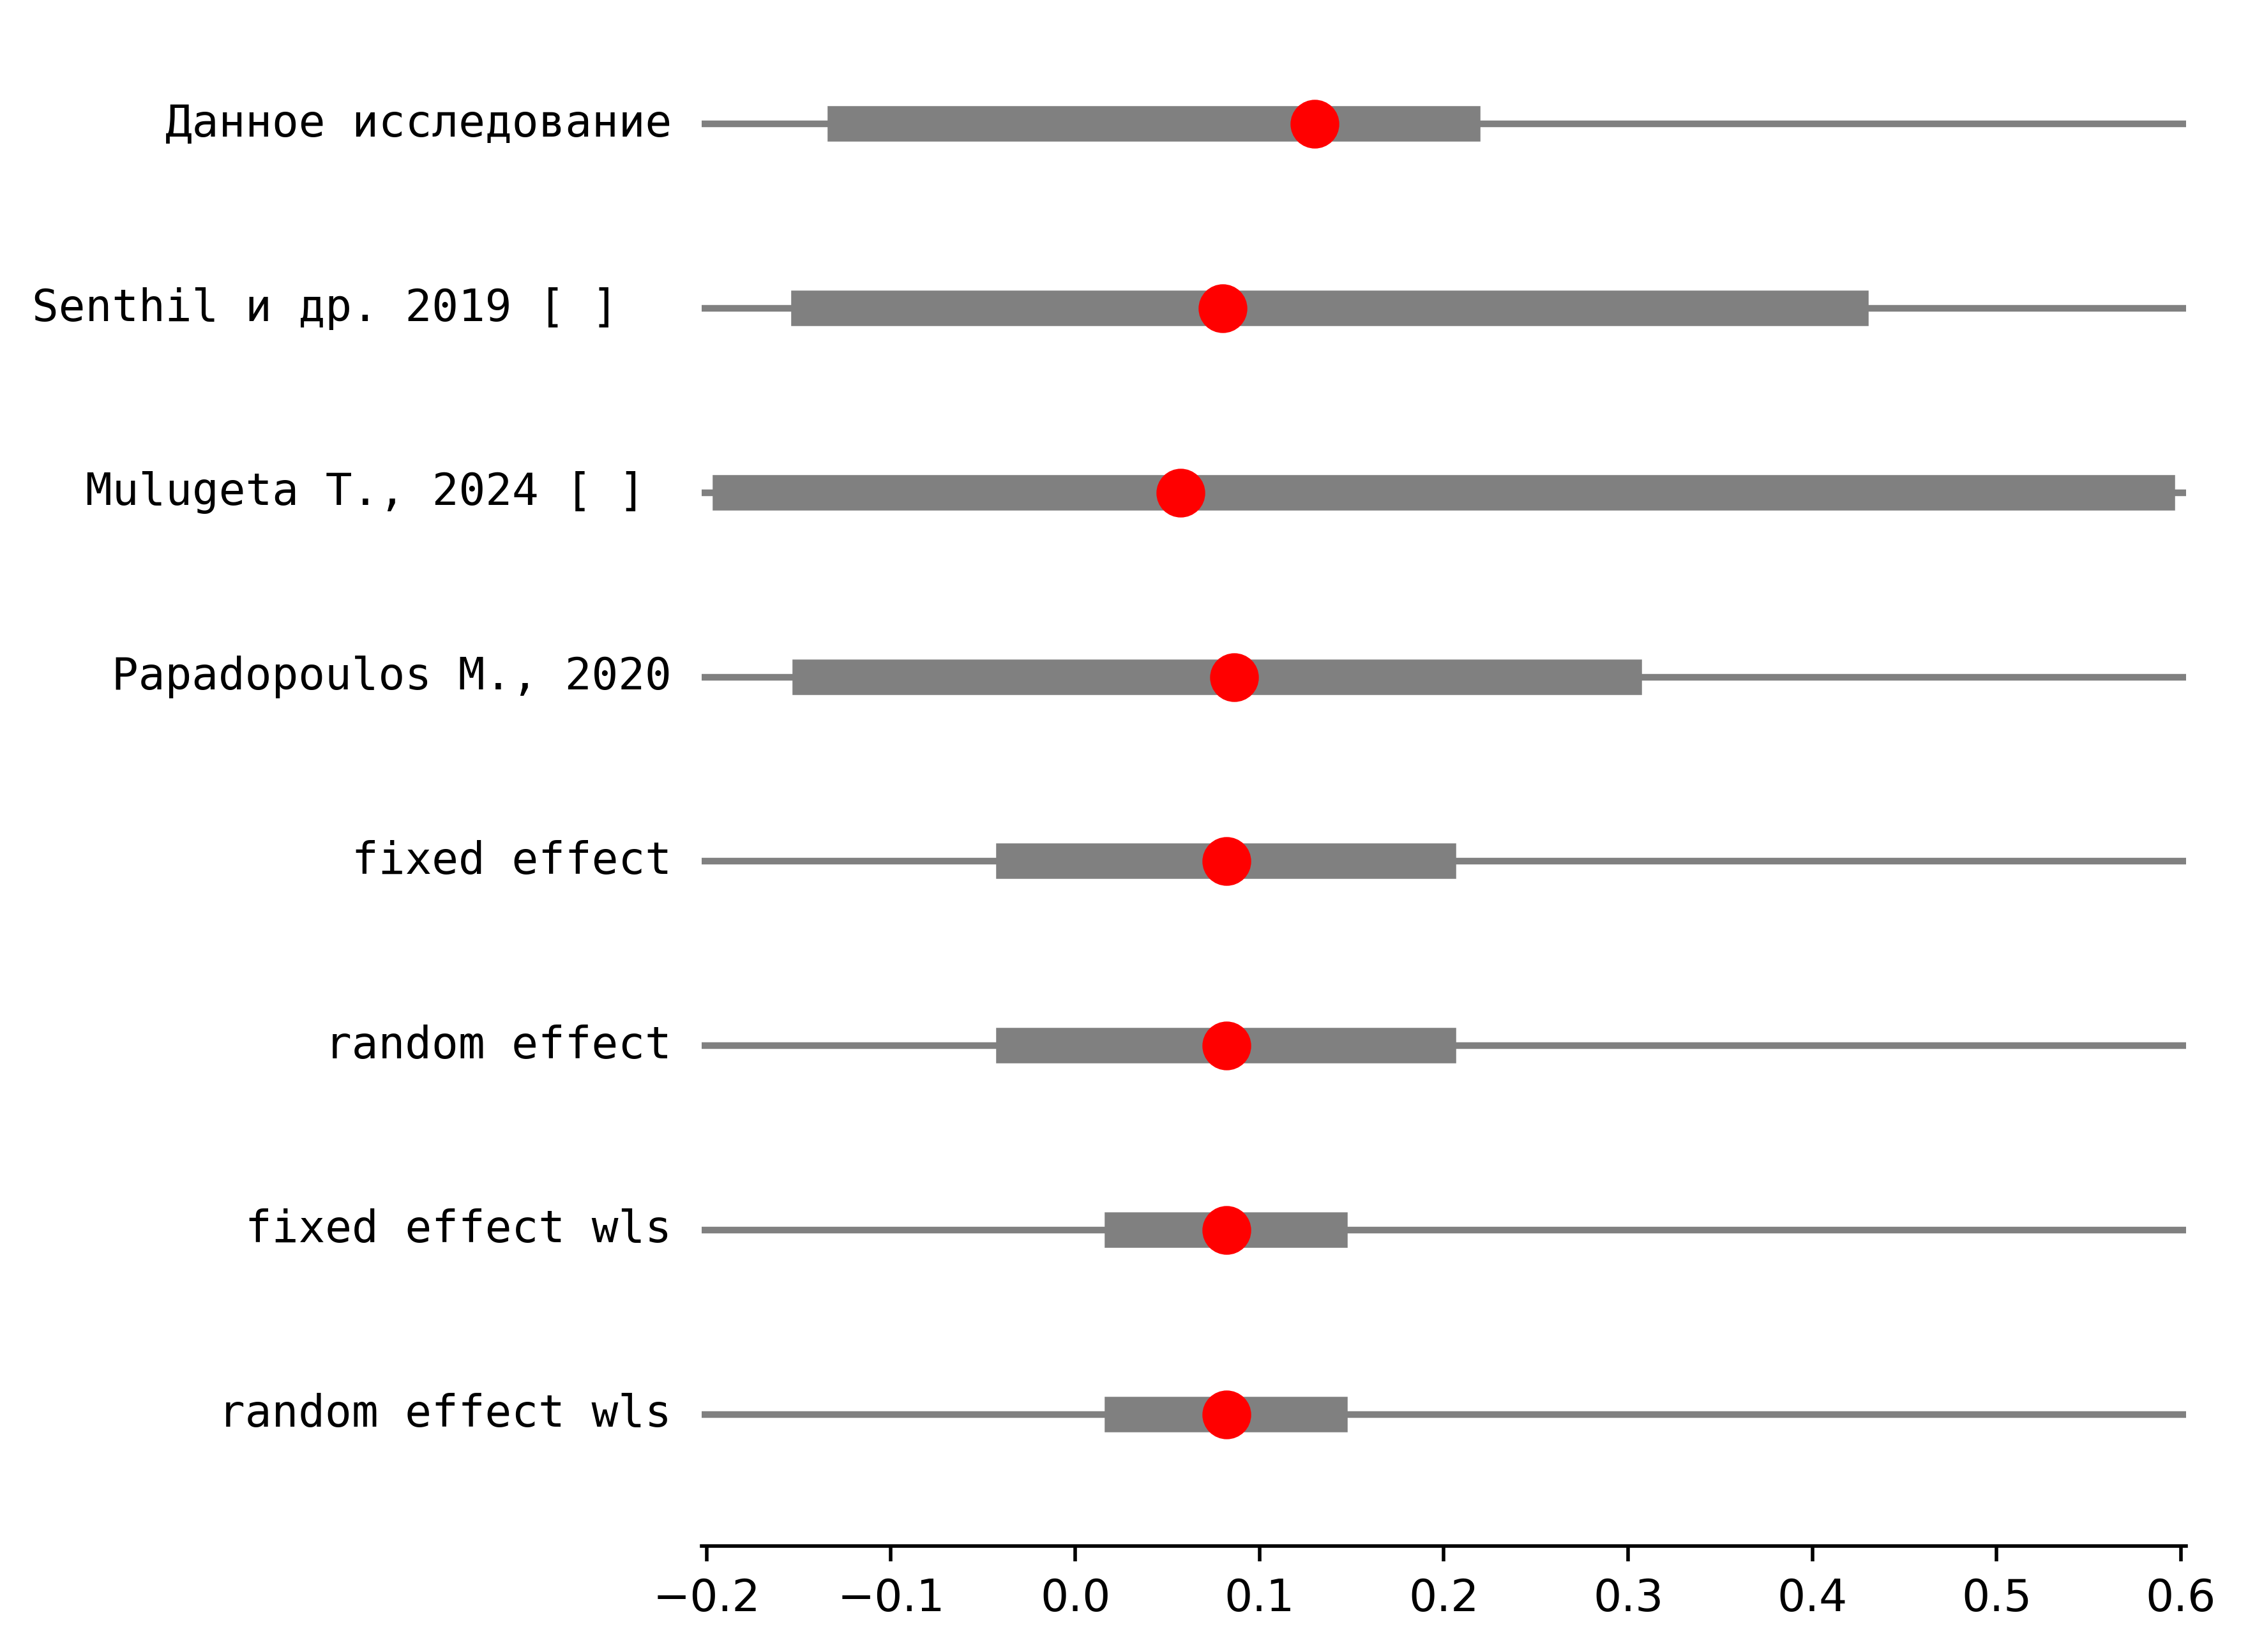 Данное исследование
Senthil и др. 2019 [ ]
Mulugeta T., 2024 [ ]
Papadopoulos M., 2020
fixed effect
random effect
fixed effect wls
random effect wls
−0.2 −0.1 0.0 0.1 0.2 0.3 0.4 0.5 0.6